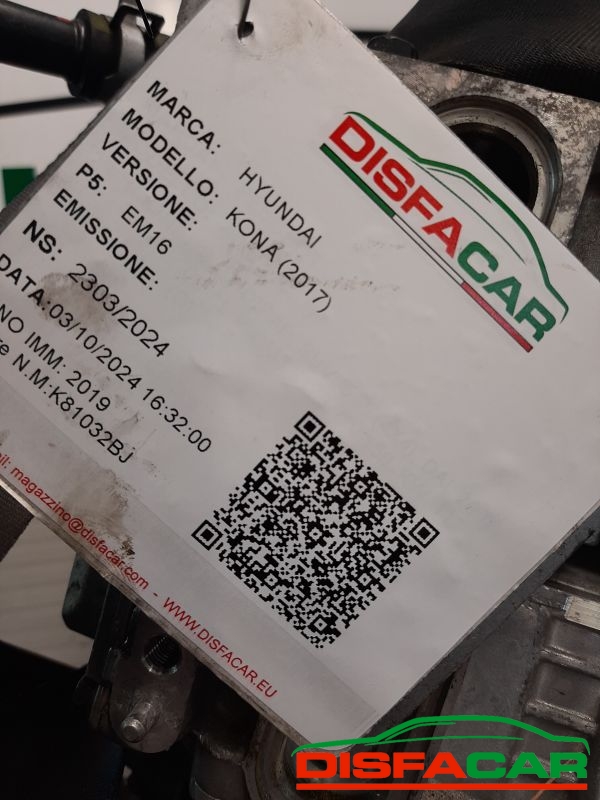 MARCA: HYUNDAI
MODELLO: KONA (2017)
VERSIONE:
P5: EM16
EMISSIONE:
NS: 2303/2024
DATA:03/10/2024 16:32:00
NO IMM: 2019
N.M:K81032BJ
magazzino@disfacar.com - WWW.DISFACAR.EU
DISFACAR
DISFACAR